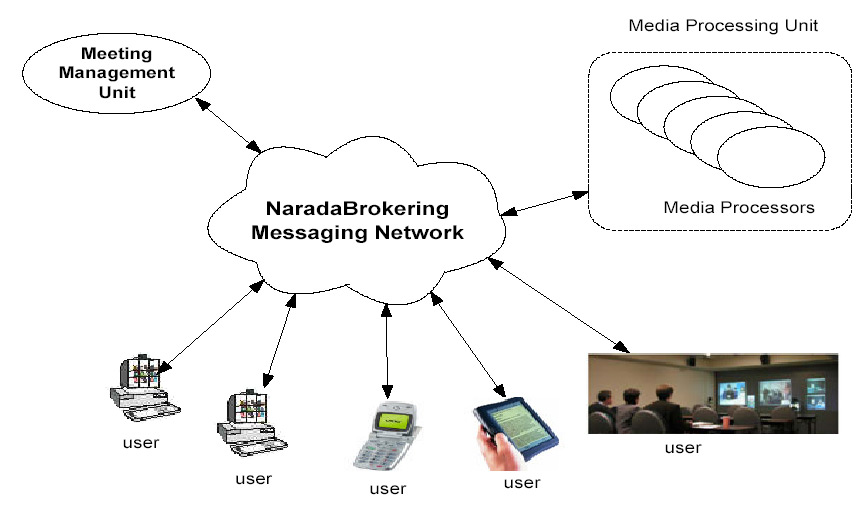 Media Processing Unit
Meeting
Management
Unit
NaradaBrokering
Messaging Network
Media Processors
user
user
user
user
user